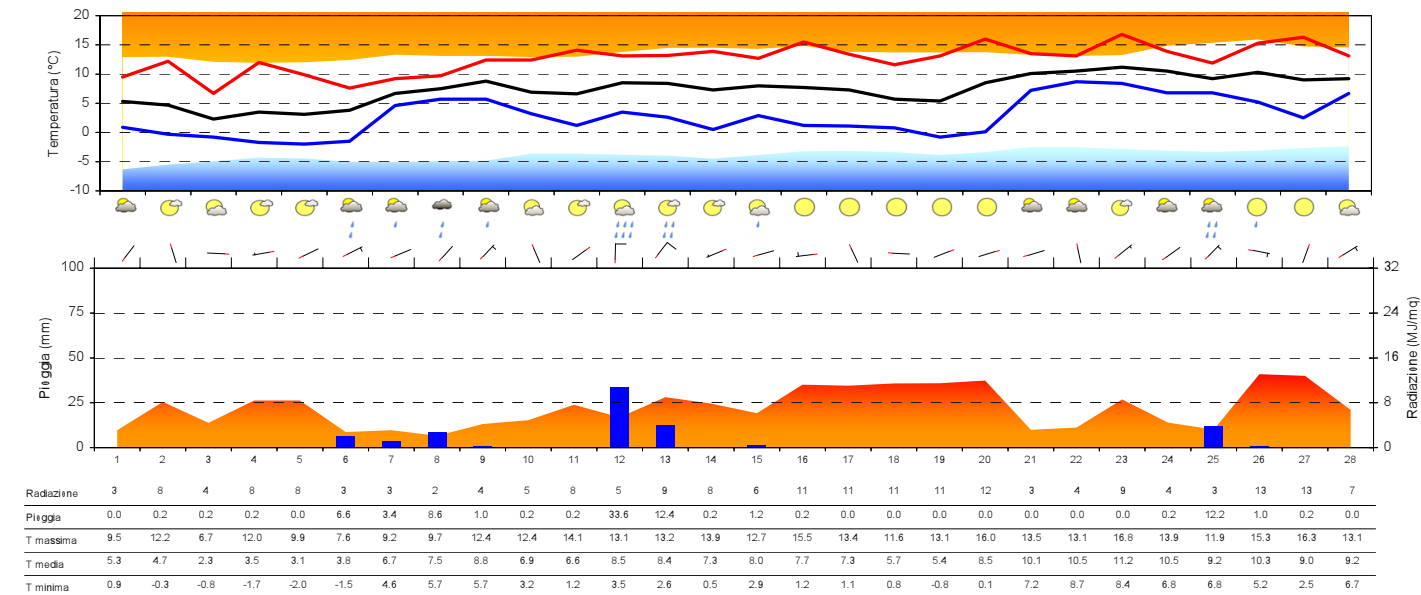 20
15
10
5
0
-5
-10
Temperatura (°C)
100
75
50
25
0
Pioggia (mm)
32
24
16
8
0
Radiazione (MJ/mq)
1 2 3 4 5 6 7 8 9 10 11 12 13 14 15 16 17 18 19 20 21 22 23 24 25 26 27 28
Radiazione 3 8 4 8 8 3 3 2 4 5 8 5 9 8 6 11 11 11 11 12 3 4 9 4 3 13 13 7
Pioggia 0.0 0.2 0.2 0.2 0.0 6.6 3.4 8.6 1.0 0.2 0.2 33.6 12.4 0.2 1.2 0.2 0.0 0.0 0.0 0.0 0.0 0.0 0.0 0.2 12.2 1.0 0.2 0.0
T massima 9.5 12.2 6.7 12.0 9.9 7.6 9.2 9.7 12.4 12.4 14.1 13.1 13.2 13.9 12.7 15.5 13.4 11.6 13.1 16.0 13.5 13.1 16.8 13.9 11.9 15.3 16.3 13.1
T media 5.3 4.7 2.3 3.5 3.1 3.8 6.7 7.5 8.8 6.9 6.6 8.5 8.4 7.3 8.0 7.7 7.3 5.7 5.4 8.5 10.1 10.5 11.2 10.5 9.2 10.3 9.0 9.2
T minima 0.9 -0.3 -0.8 -1.7 -2.0 -1.5 4.6 5.7 5.7 3.2 1.2 3.5 2.6 0.5 2.9 1.2 1.1 0.8 -0.8 0.1 7.2 8.7 8.4 6.8 6.8 5.2 2.5 6.7